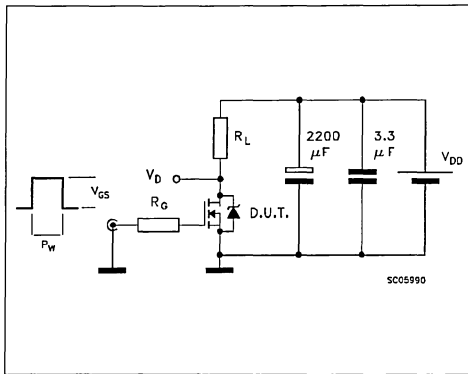 R_L
2200 µF
3.3 µF
V_DD
V_D
V_GS
R_G
D.U.T.
P_W
SC05990